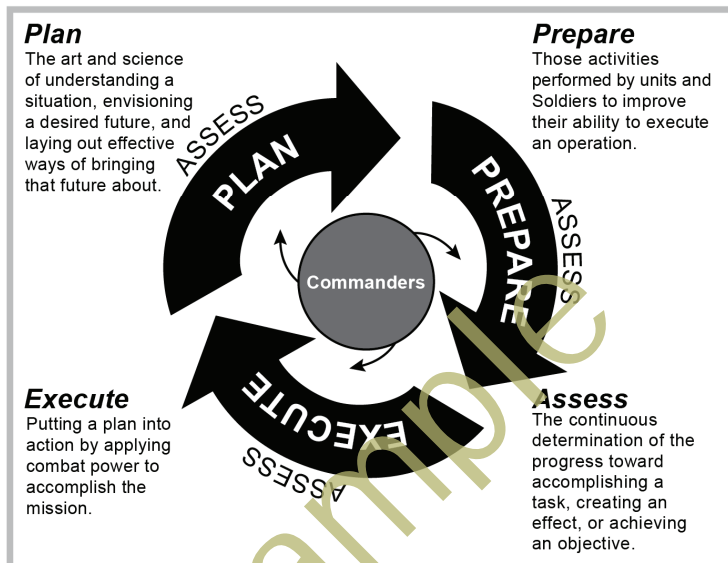 Plan
The art and science
of understanding a
situation, envisioning
a desired future, and
laying out effective
ways of bringing
that future about.
Prepare
Those activities
performed by units and
Soldiers to improve
their ability to execute
an operation.
ASSESS
PLAN
PREPARE
ASSESS
Commanders
EXECUTE
ASSESS
Execute
Putting a plan into
action by applying
combat power to
accomplish the
mission.
Assess
The continuous
determination of the
progress toward
accomplishing a
task, creating an
effect, or achieving
an objective.
ample